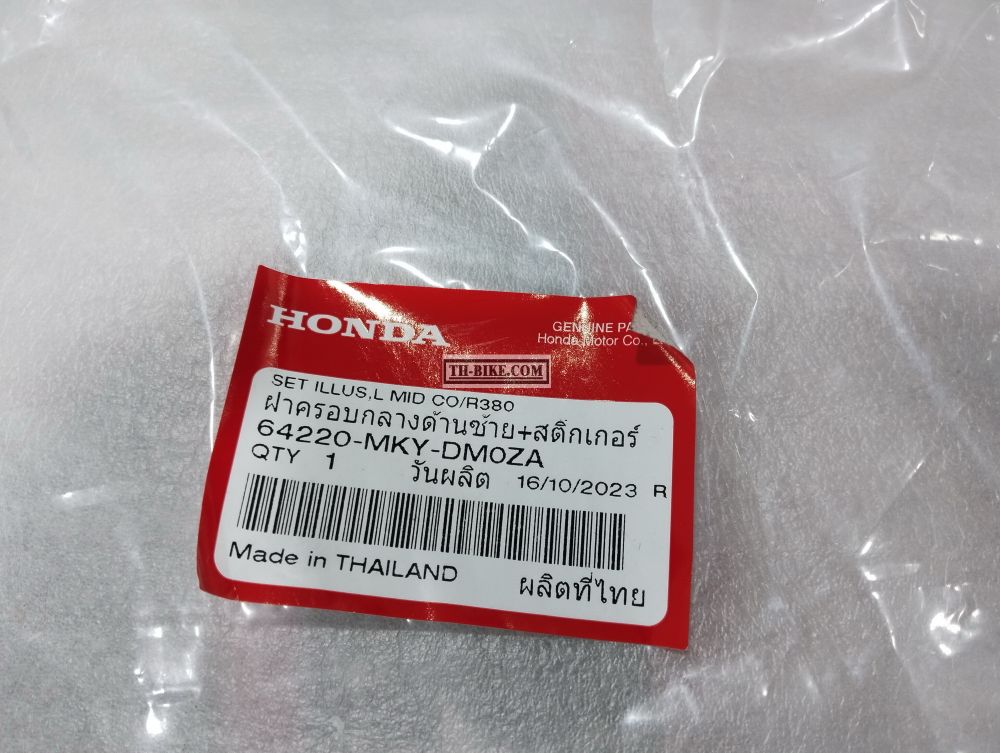 HONDA
GENUINE
Honda Motor Co.,
TH-BIKE.COM
SET ILLUS,L MID CO/R380
ฝาครอบกลางด้านซ้าย+สติกเกอร์
64220-MKY-DM0ZA
QTY 1 วันผลิต 16/10/2023 R
Made in THAILAND
ผลิตที่ไทย